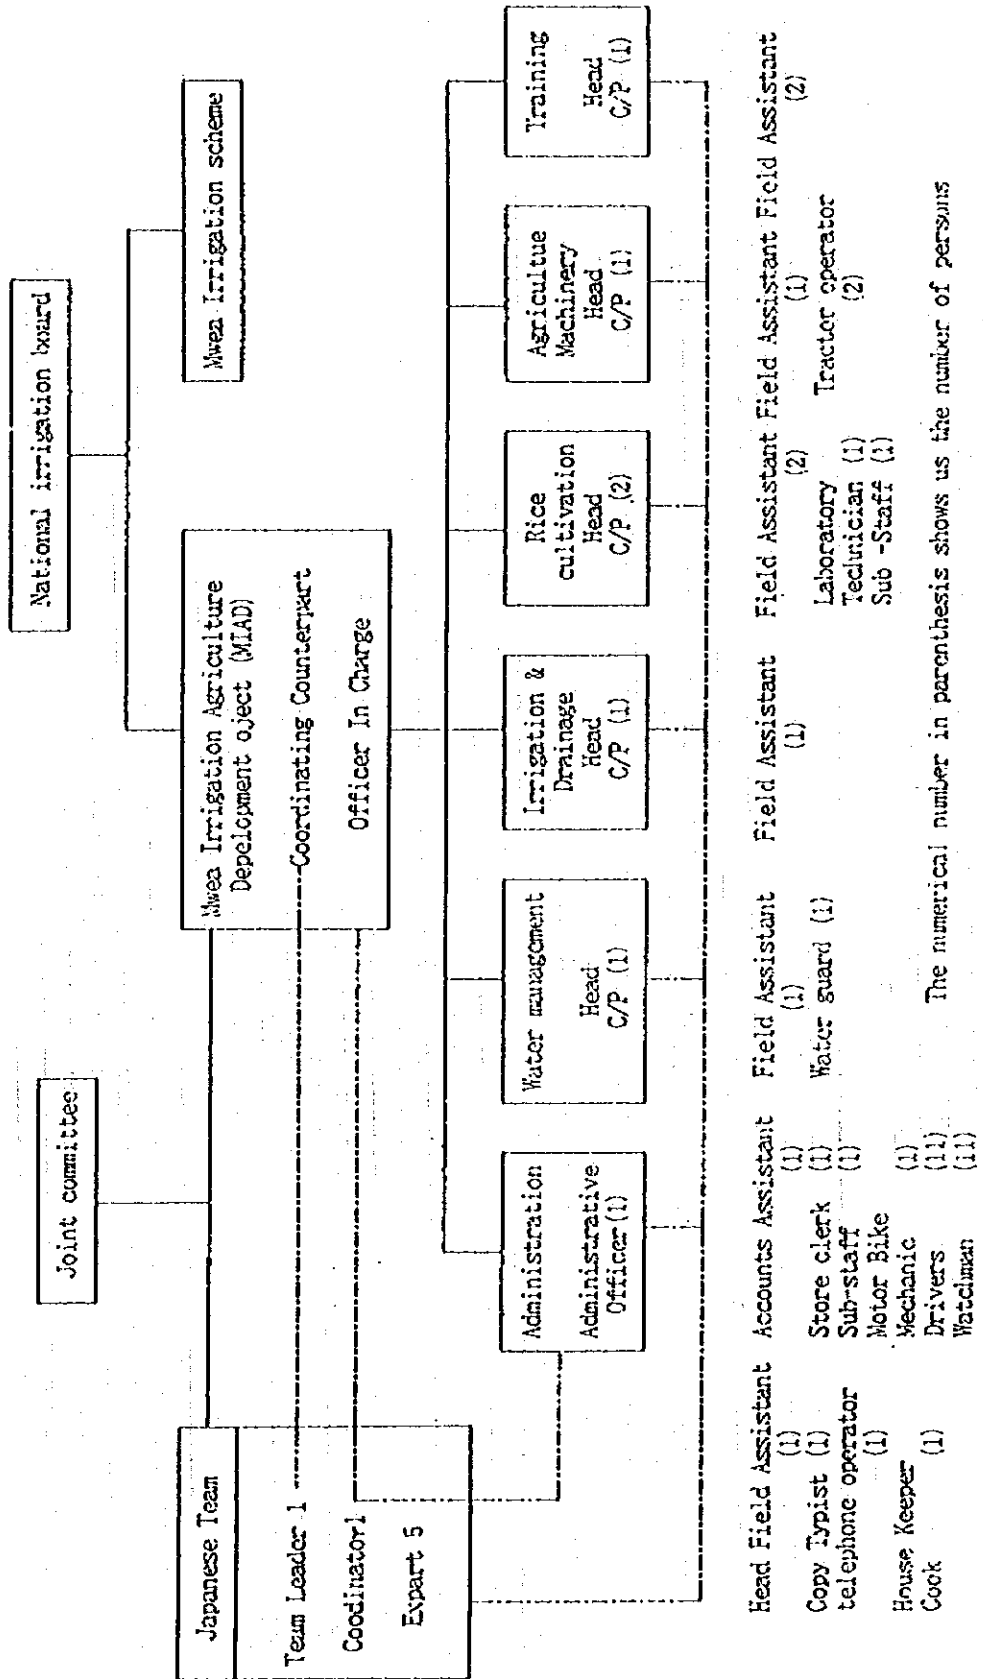 National irrigation board
Joint committee
Mwea Irrigation scheme
Japanese Team
Team Leader 1
Coodinator1
Expart 5
Mwea Irrigation Agriculture
Depelopment oject (MIAD)
Coordinating Counterpart
Officer In Charge
Administration
Administrative
Officer(1)
Water management
Head
C/P (1)
Irrigation &
Drainage
Head
C/P (1)
Rice
cultivation
Head
C/P (2)
Agricultue
Machinery
Head
C/P (1)
Training
Head
C/P (1)
Head Field Assistant
(1)
Copy Typist (1)
telephone operator
(1)
House Keeper
Cook (1)
Accounts Assistant
(1)
Store clerk (1)
Sub-staff (1)
Motor Bike
Mechanic (1)
Drivers (11)
Watchman (11)
Field Assistant
(1)
Water guard (1)
Field Assistant
(1)
Field Assistant
(2)
Laboratory
Technician (1)
Sub -Staff (1)
Field Assistant
(1)
Tractor operator
(2)
Field Assistant
(2)
The numerical number in parenthesis shows us the number of persons